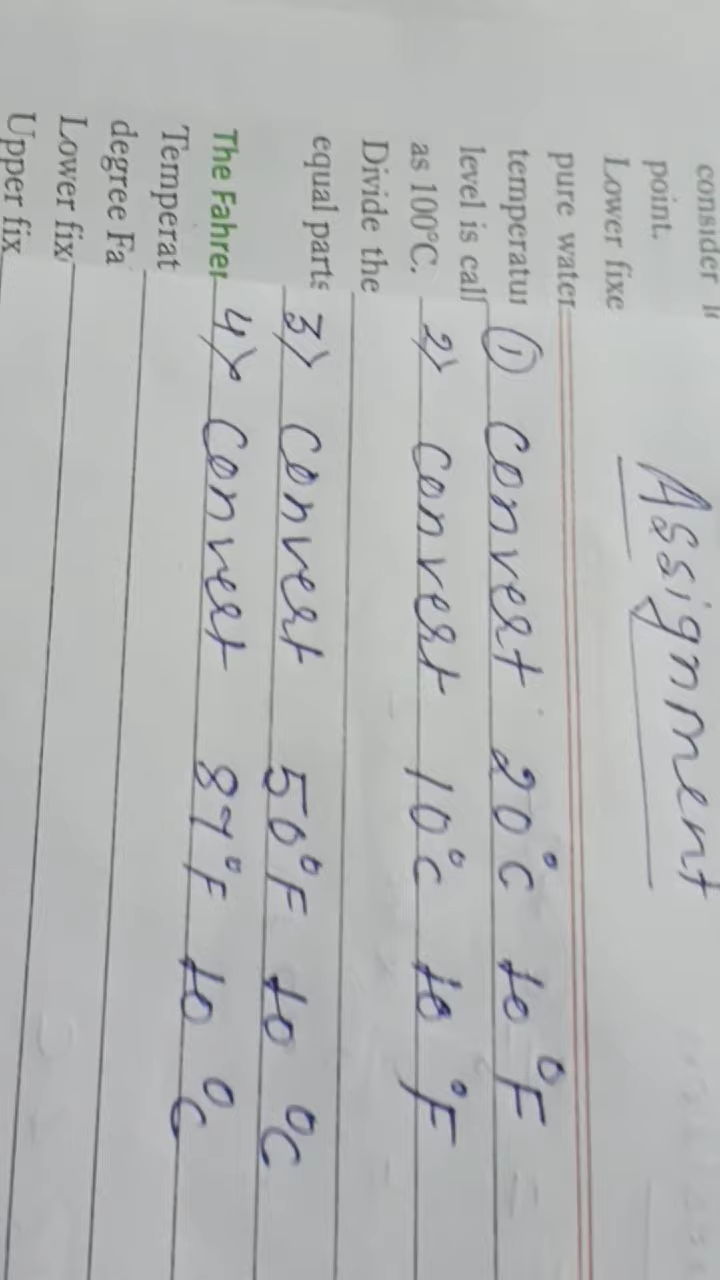 Assignment
① Convert 20°C to °F
2) Convert 10°C to °F
3) Convert 50°F to °C
4) Convert 87°F to °C
consider
point.
Lower fixe
pure water
temperatu
level is call
as 100°C.
Divide the
equal parts
The Fahre
Temperat
degree Fa
Lower fix
Upper fix